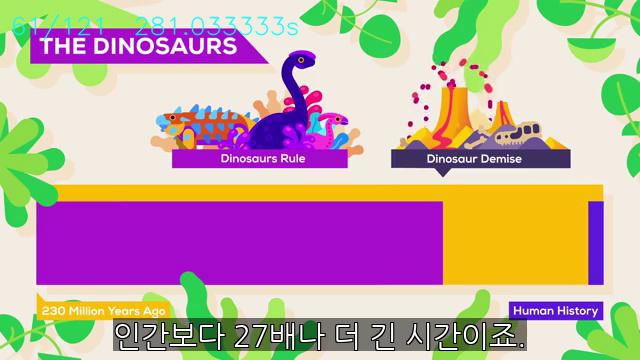 61/121 281.033333s
THE DINOSAURS
Dinosaurs Rule
Dinosaur Demise
230 Million Years Ago
Human History
인간보다 27배나 더 긴 시간이죠.